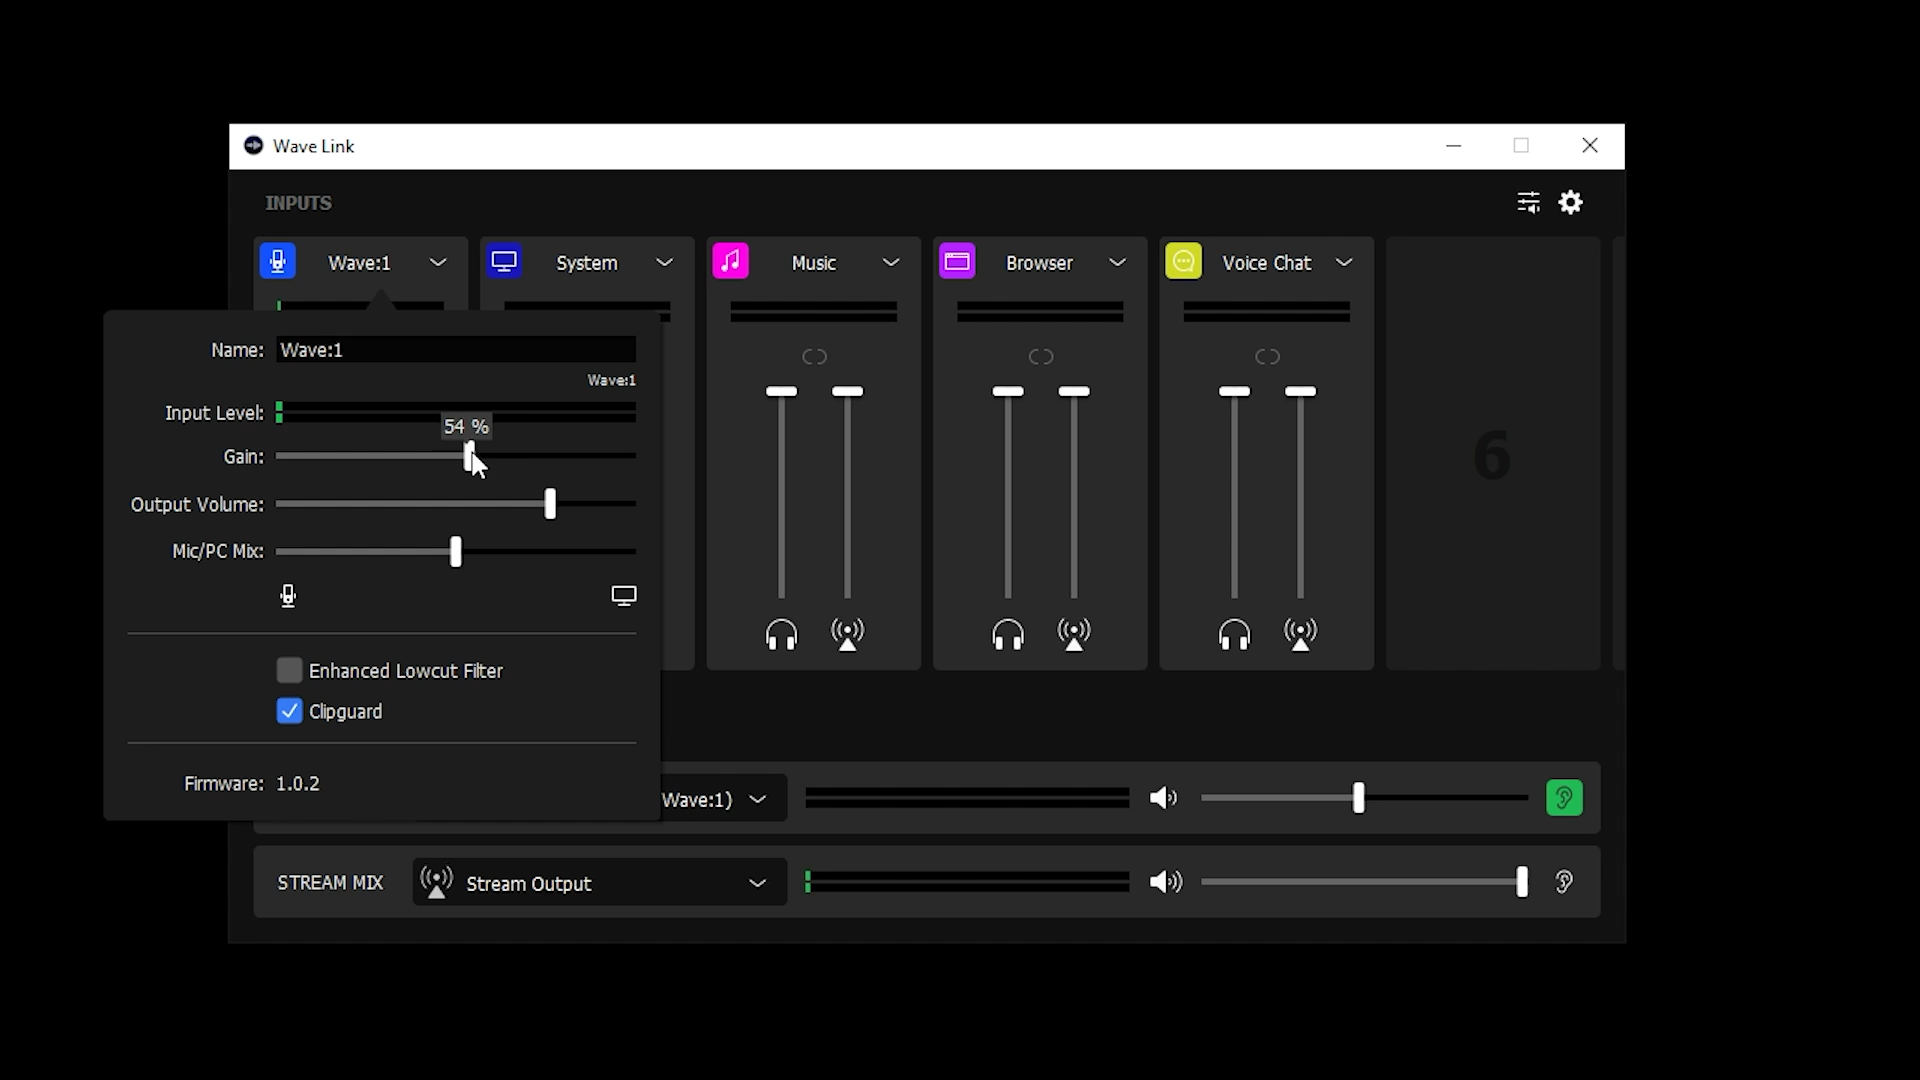 Wave Link
INPUTS
Wave:1
System
Music
Browser
Voice Chat
Name: Wave:1
Wave:1
Input Level:
54 %
Gain:
Output Volume:
Mic/PC Mix:
6
Enhanced Lowcut Filter
Clipguard
Firmware: 1.0.2
Wave:1)
STREAM MIX
Stream Output